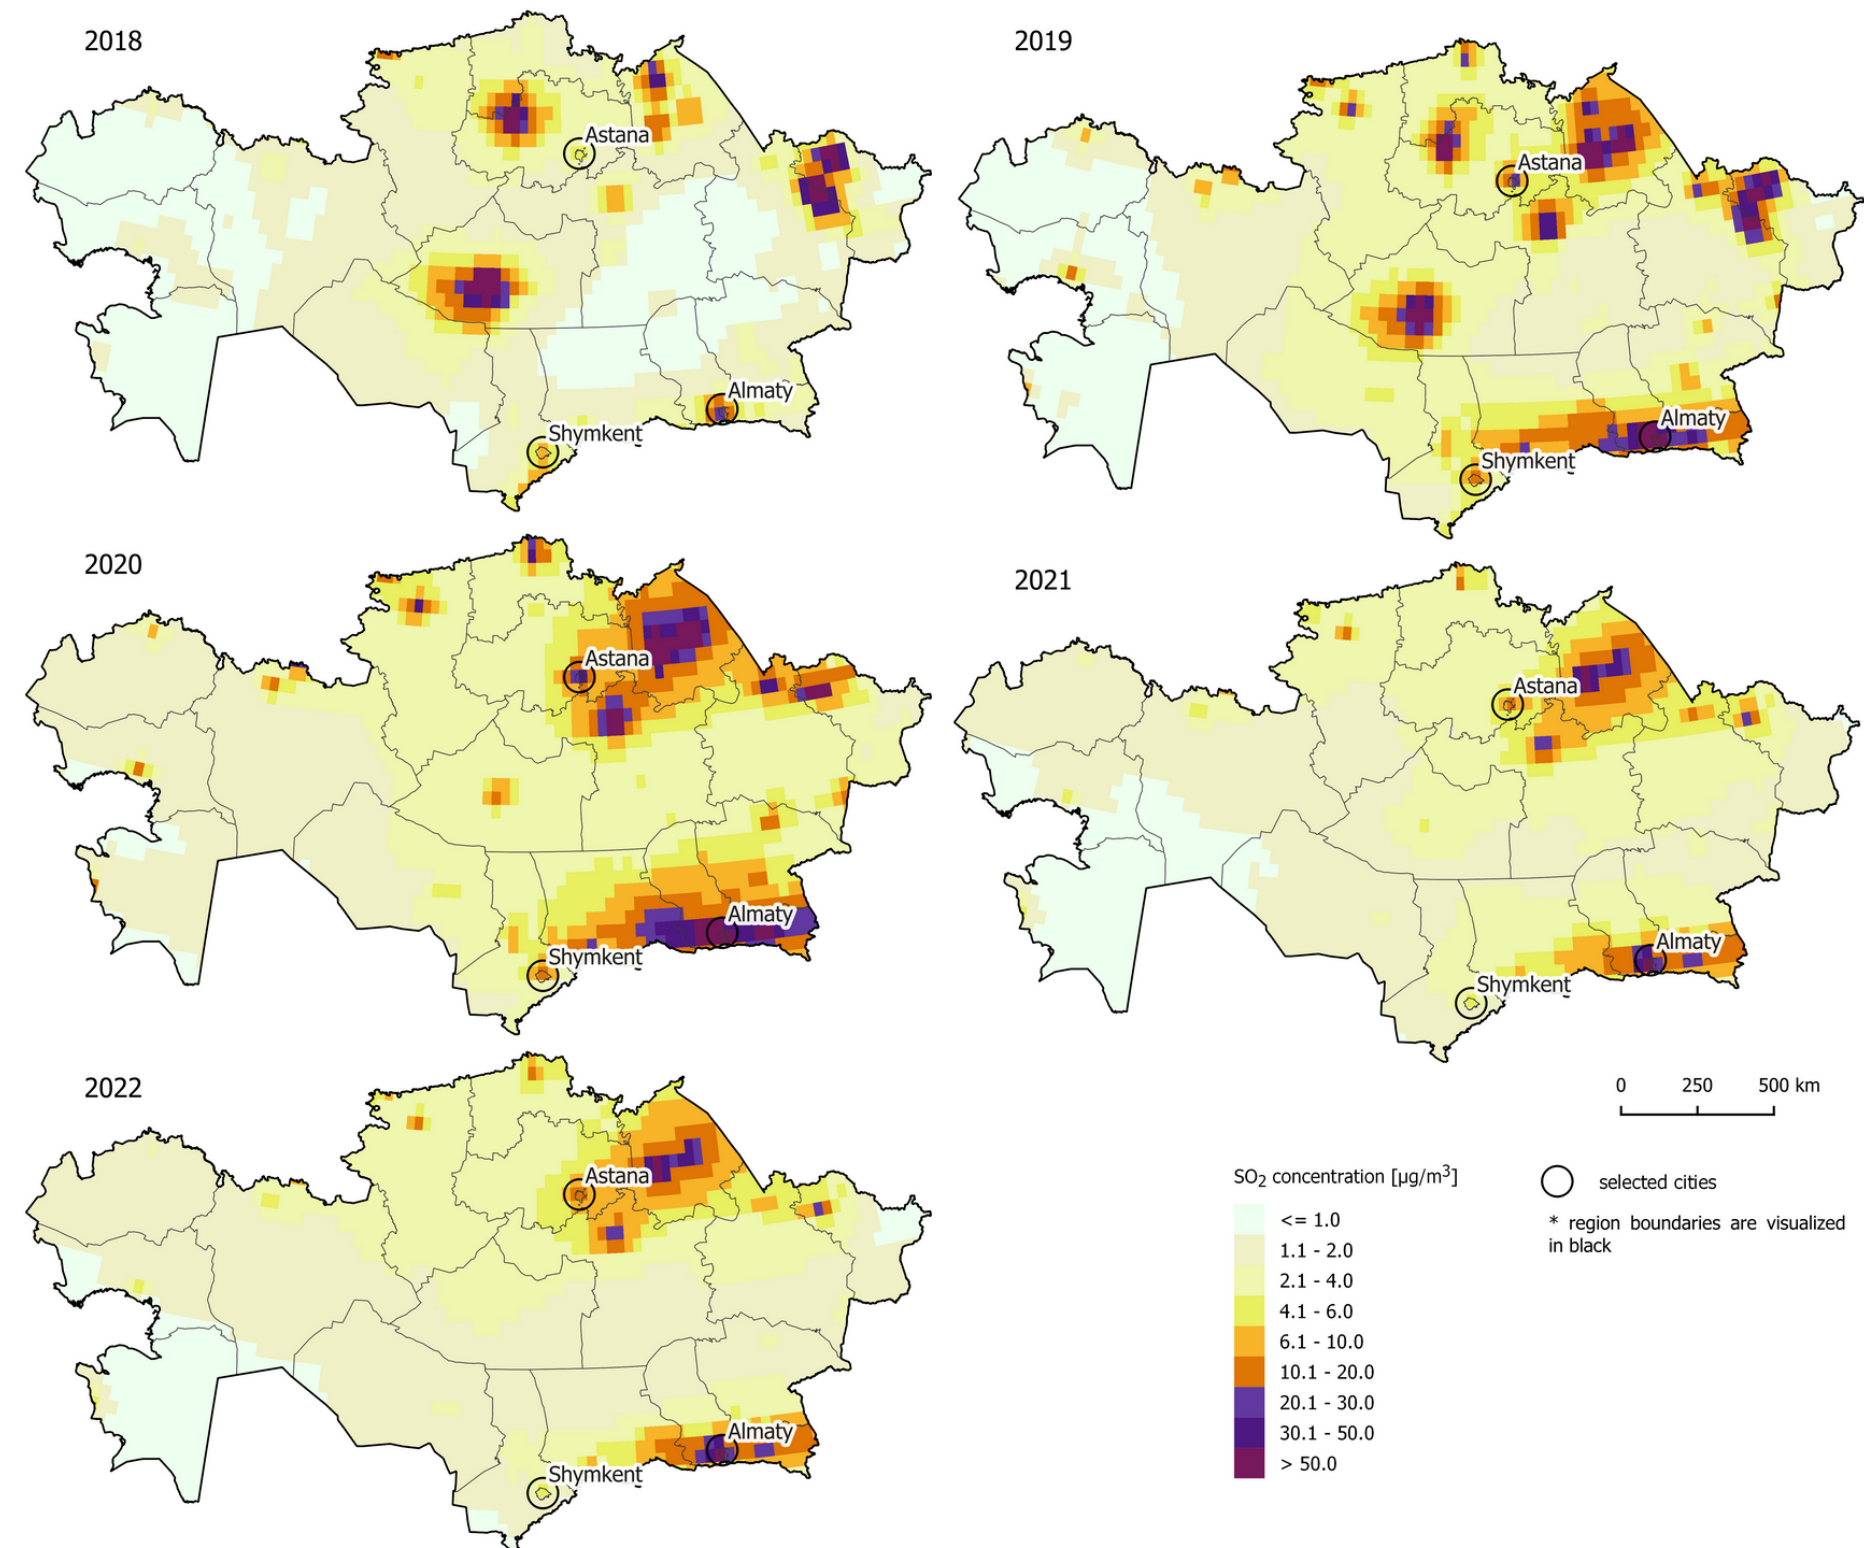 2018
Astana
Almaty
Shymkent
2019
Astana
Almaty
Shymkent
2020
Astana
Almaty
Shymkent
2021
Astana
Almaty
Shymkent
2022
Astana
Almaty
Shymkent
0 250 500 km
SO2 concentration [µg/m³]
<= 1.0
1.1 - 2.0
2.1 - 4.0
4.1 - 6.0
6.1 - 10.0
10.1 - 20.0
20.1 - 30.0
30.1 - 50.0
> 50.0
selected cities
* region boundaries are visualized
in black